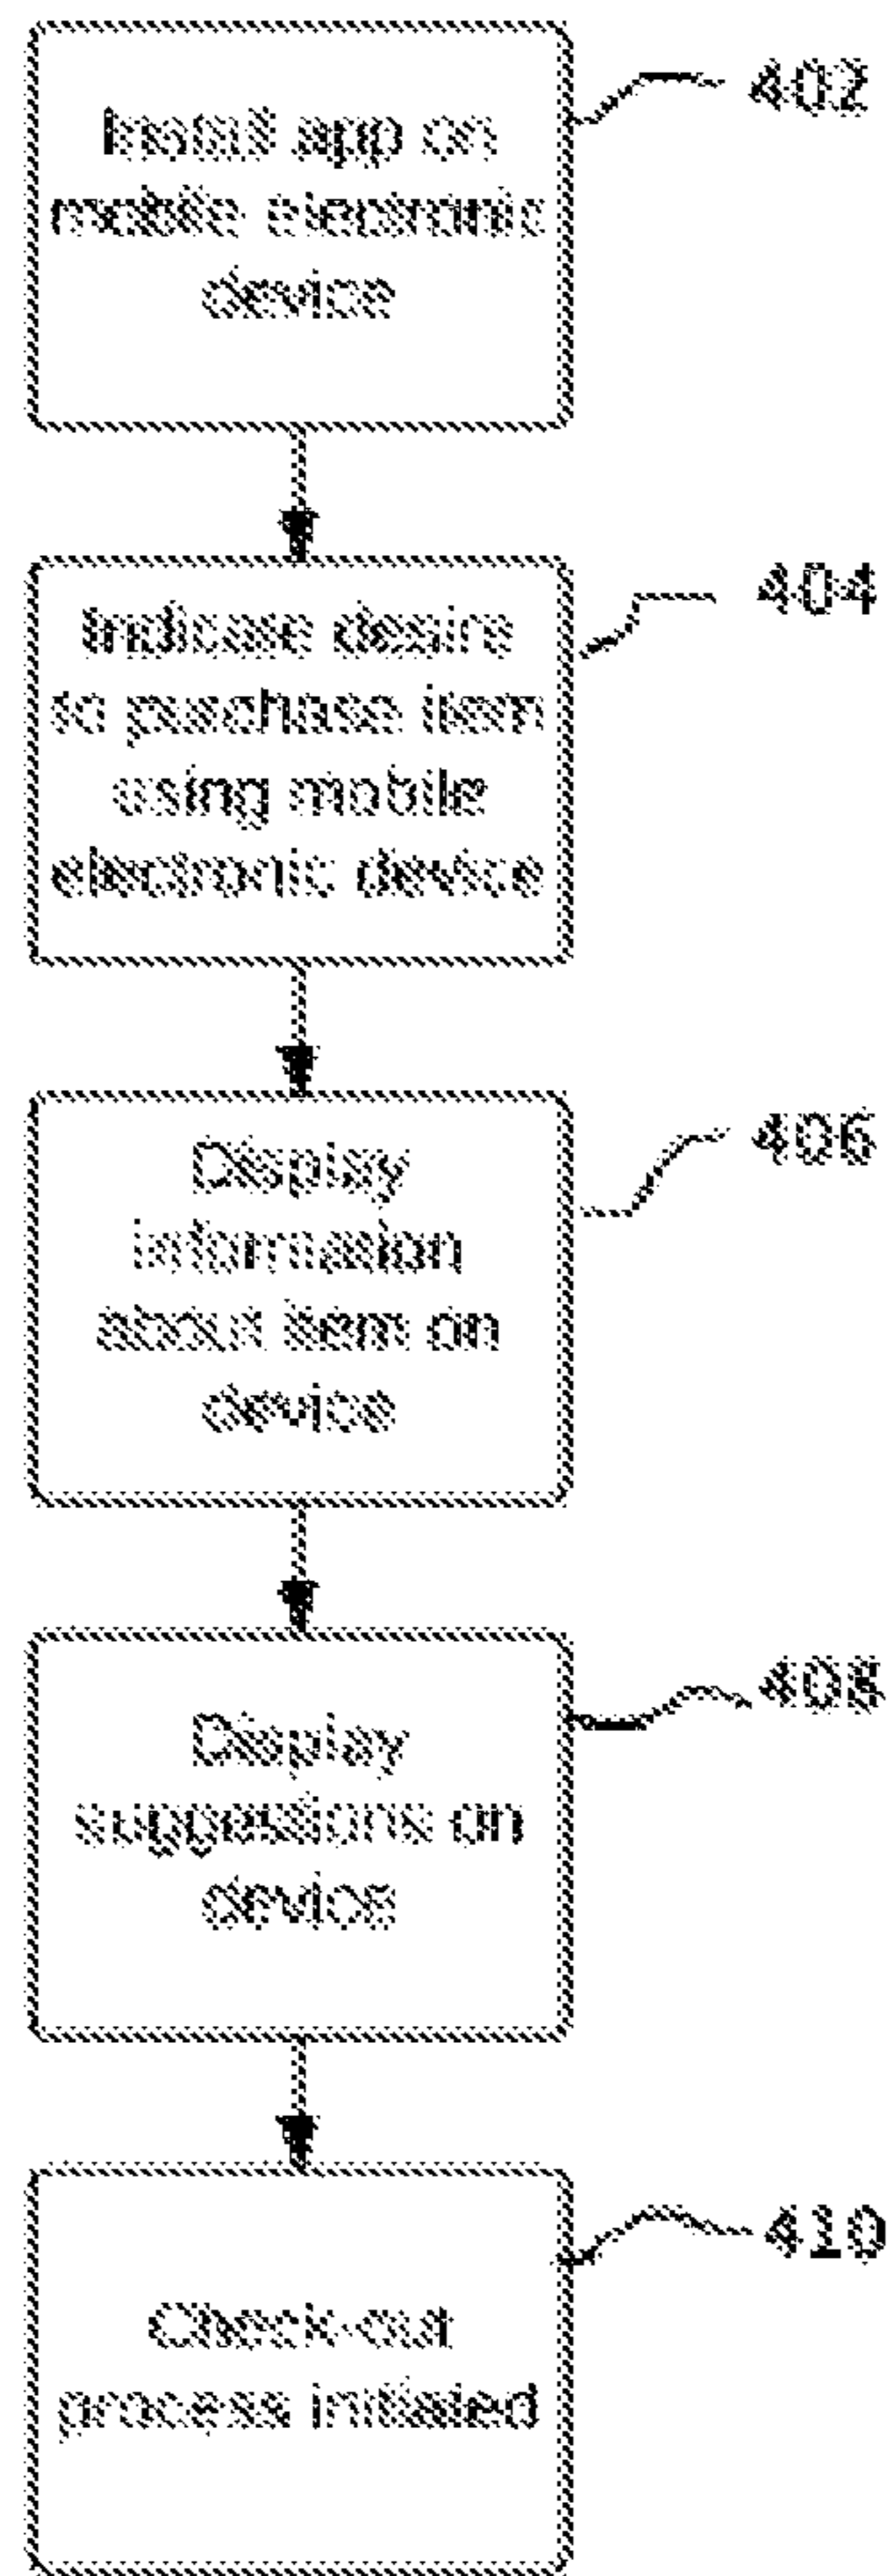 Install app on
mobile electronic
device
402
Indicate desire
to purchase item
using mobile
electronic device
404
Display
information
about item on
device
406
Display
suggestions on
device
408
Check-out
process initiated
410